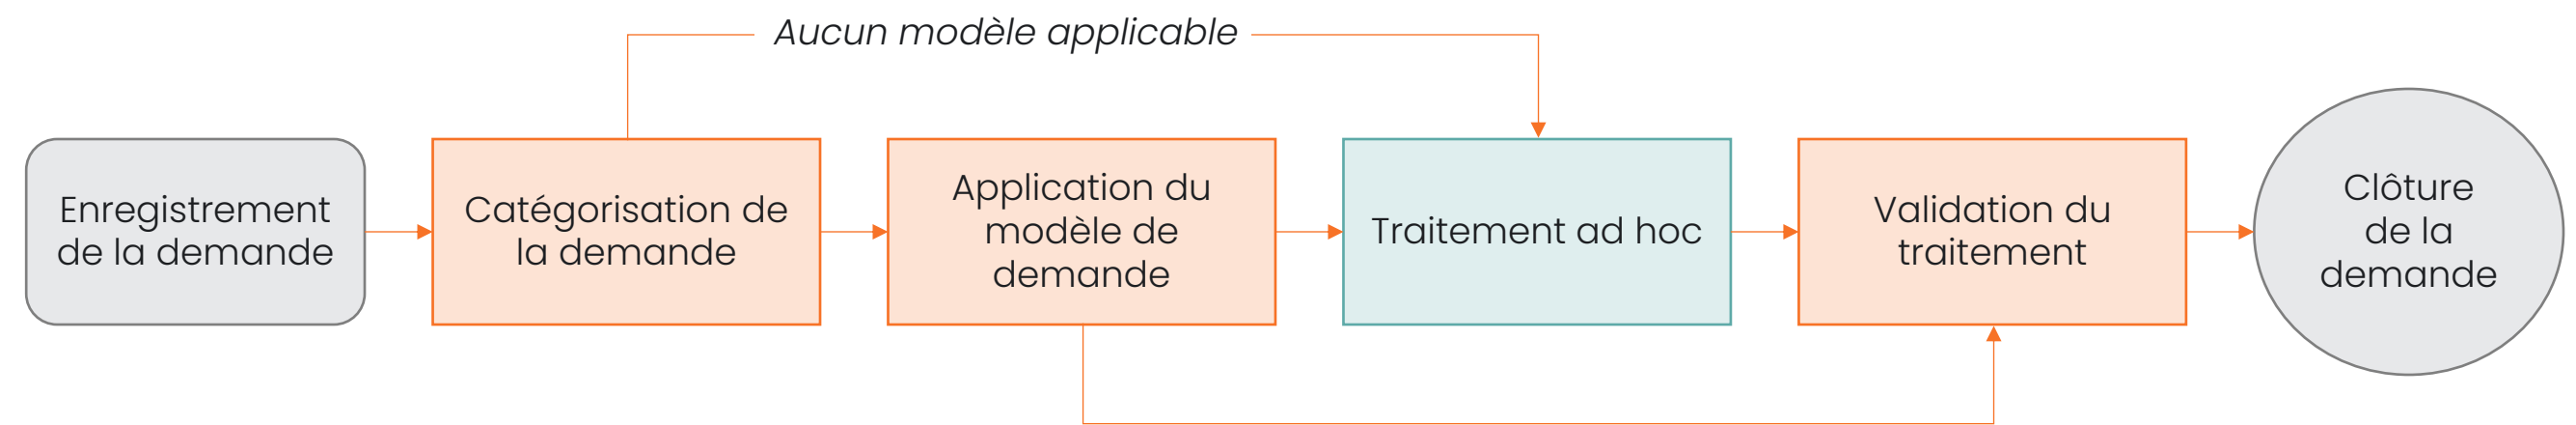 Aucun modèle applicable
Enregistrement
de la demande
Catégorisation de
la demande
Application du
modèle de
demande
Traitement ad hoc
Validation du
traitement
Clôture
de la
demande